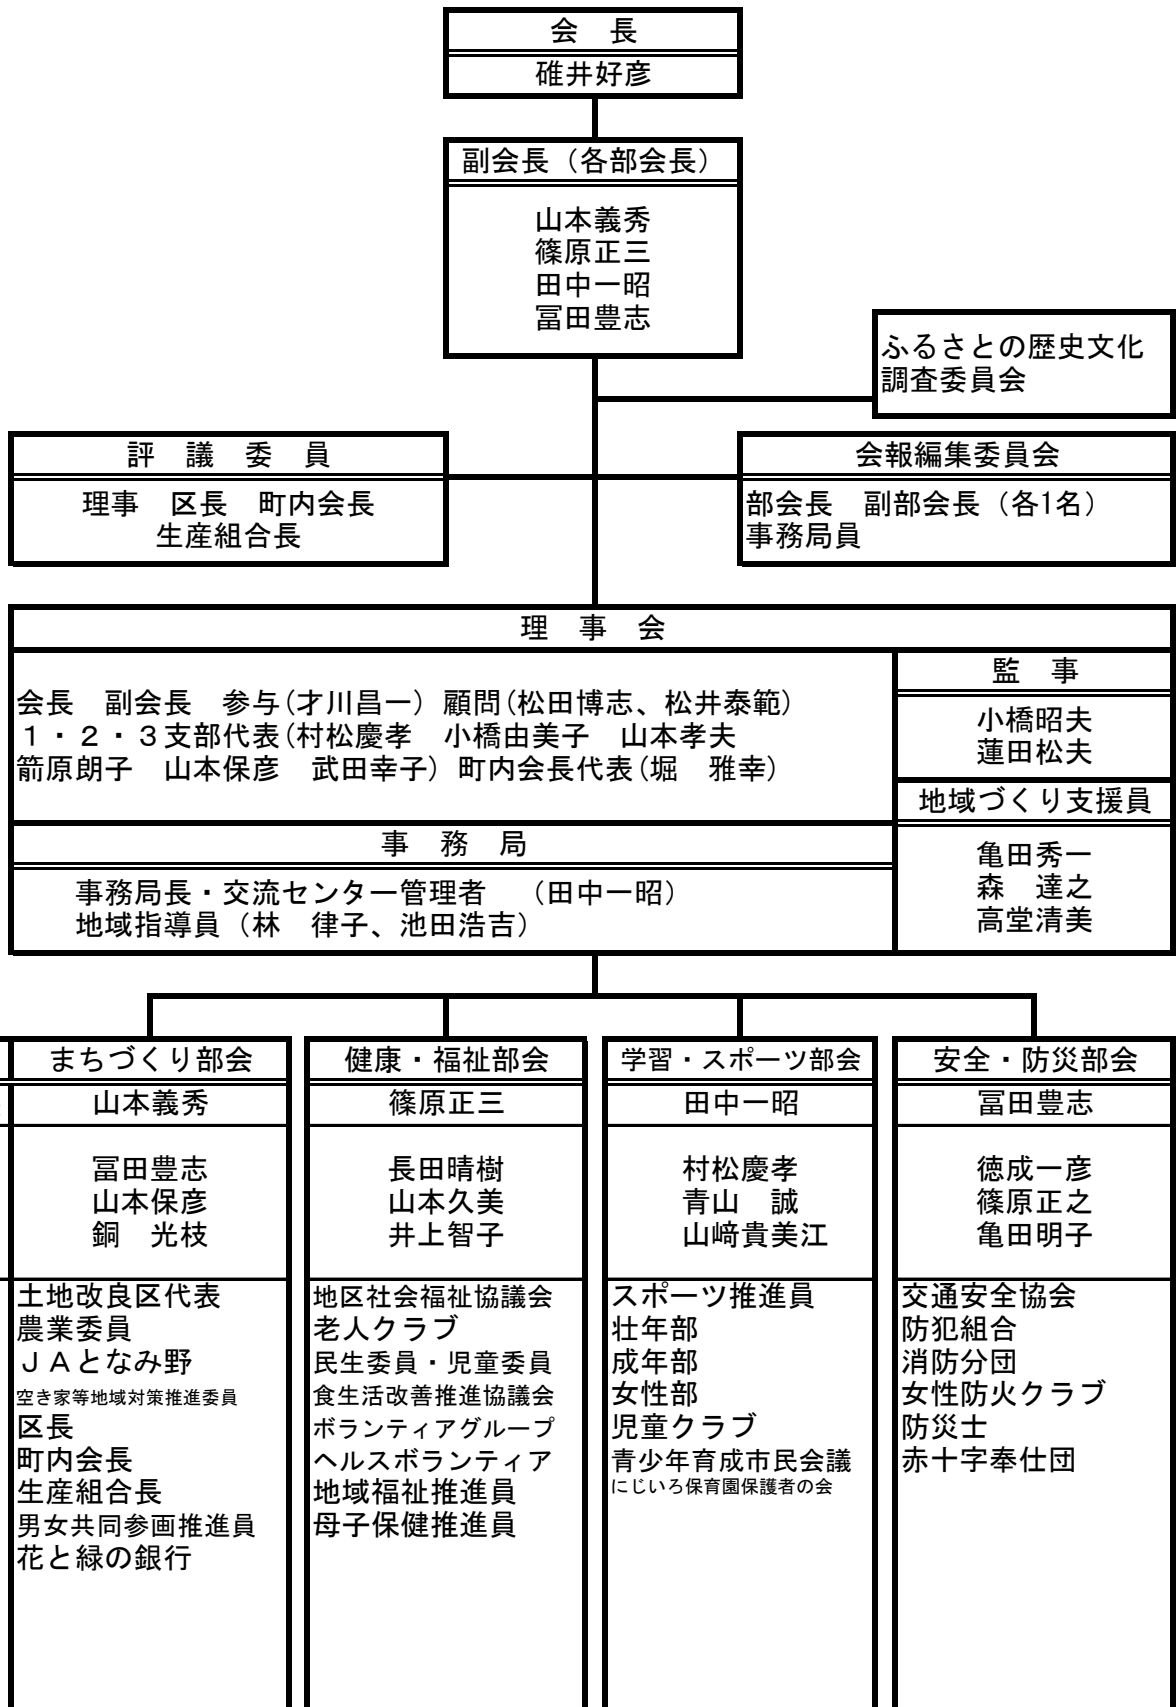 会　長
碓井好彦
副会長（各部会長）
山本義秀
篠原正三
田中一昭
冨田豊志
ふるさとの歴史文化
調査委員会
評　議　委　員
理事　区長　町内会長
生産組合長
会報編集委員会
部会長　副部会長（各1名）
事務局員
理　事　会
会長　副会長　参与(才川昌一) 顧問(松田博志、松井泰範)
１・２・３支部代表(村松慶孝　小橋由美子　山本孝夫
箭原朗子　山本保彦　武田幸子) 町内会長代表(堀　雅幸)
監　事
小橋昭夫
蓮田松夫
地域づくり支援員
亀田秀一
森　達之
高堂清美
事　務　局
事務局長・交流センター管理者　（田中一昭）
地域指導員（林　律子、池田浩吉）
まちづくり部会
山本義秀
冨田豊志
山本保彦
銅　光枝
土地改良区代表
農業委員
ＪＡとなみ野
空き家等地域対策推進委員
区長
町内会長
生産組合長
男女共同参画推進員
花と緑の銀行
健康・福祉部会
篠原正三
長田晴樹
山本久美
井上智子
地区社会福祉協議会
老人クラブ
民生委員・児童委員
食生活改善推進協議会
ボランティアグループ
ヘルスボランティア
地域福祉推進員
母子保健推進員
学習・スポーツ部会
田中一昭
村松慶孝
青山　誠
山﨑貴美江
スポーツ推進員
壮年部
成年部
女性部
児童クラブ
青少年育成市民会議
にじいろ保育園保護者の会
安全・防災部会
冨田豊志
徳成一彦
篠原正之
亀田明子
交通安全協会
防犯組合
消防分団
女性防火クラブ
防災士
赤十字奉仕団